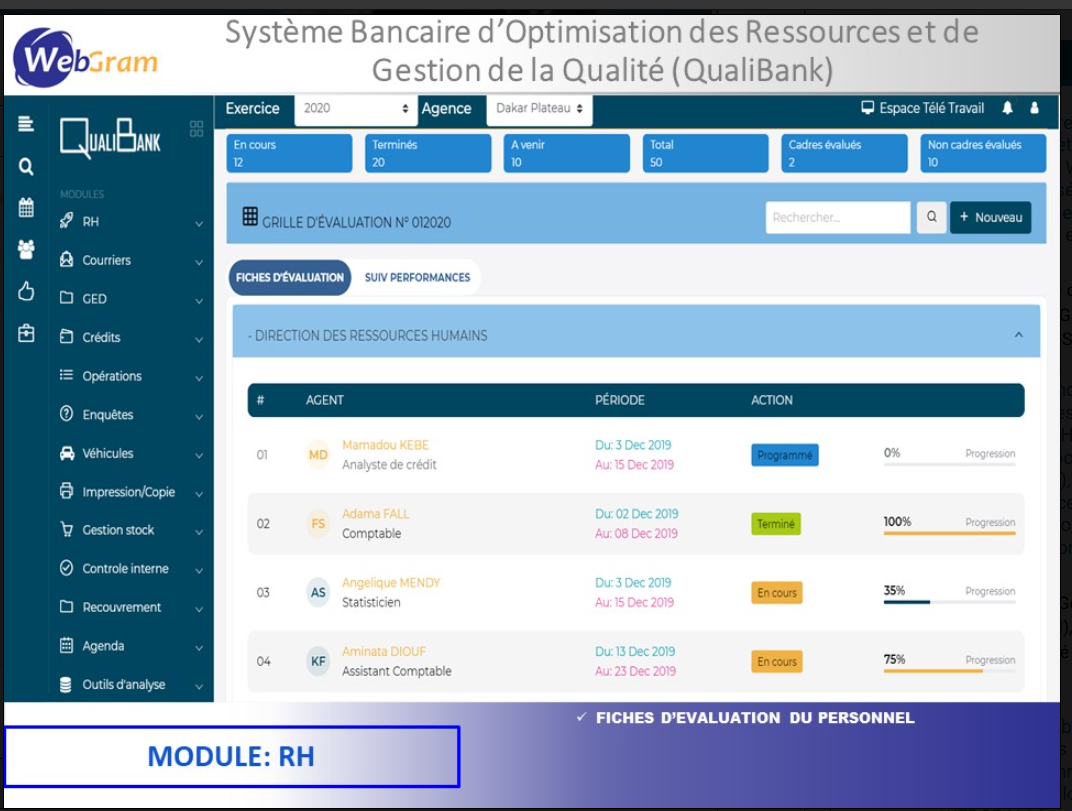 WebGram
Système Bancaire d'Optimisation des Ressources et de
Gestion de la Qualité (QualiBank)
Exercice 2020 Agence Dakar Plateau Espace Télé Travail
QUALIBANK
En cours
12
Terminés
20
A venir
10
Total
50
Cadres évalués
2
Non cadres évalués
10
MODULES
RH
Courriers
GED
Crédits
Opérations
Enquêtes
Véhicules
Impression/Copie
Gestion stock
Controle interne
Recouvrement
Agenda
Outils d'analyse
GRILLE D'ÉVALUATION N° 012020
Rechercher...
+ Nouveau
FICHES D'ÉVALUATION SUIV PERFORMANCES
- DIRECTION DES RESSOURCES HUMAINS
# AGENT PÉRIODE ACTION
01 MD Mamadou KEBE Du: 3 Dec 2019 Programmé 0% Progression
Analyste de crédit Au: 15 Dec 2019
02 FS Adama FALL Du: 02 Dec 2019 Terminé 100% Progression
Comptable Au: 08 Dec 2019
03 AS Angelique MENDY Du: 3 Dec 2019 En cours 35% Progression
Statisticien Au: 15 Dec 2019
04 KF Aminata DIOUF Du: 13 Dec 2019 En cours 75% Progression
Assistant Comptable Au: 23 Dec 2019
✓ FICHES D'EVALUATION DU PERSONNEL
MODULE: RH